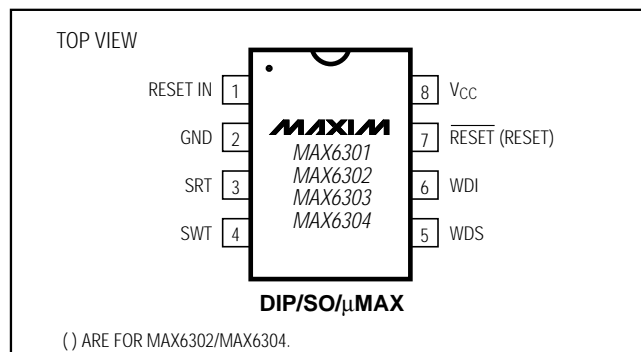 TOP VIEW
RESET IN 1
GND 2
SRT 3
SWT 4
MAXIM
MAX6301
MAX6302
MAX6303
MAX6304
8 VCC
7 RESET (RESET)
6 WDI
5 WDS
DIP/SO/μMAX
( ) ARE FOR MAX6302/MAX6304.